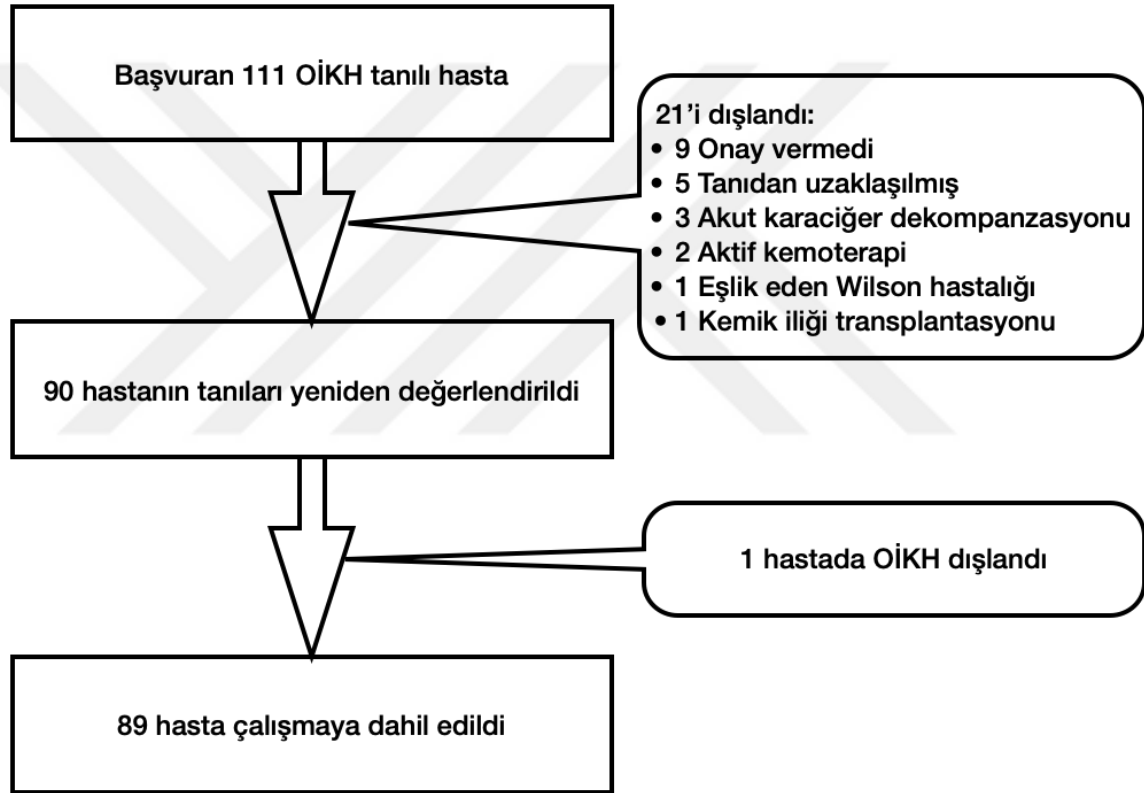 Başvuran 111 OİKH tanılı hasta
21’i dışlandı:
• 9 Onay vermedi
• 5 Tanıdan uzaklaşılmış
• 3 Akut karaciğer dekompanzasyonu
• 2 Aktif kemoterapi
• 1 Eşlik eden Wilson hastalığı
• 1 Kemik iliği transplantasyonu
90 hastanın tanıları yeniden değerlendirildi
1 hastada OİKH dışlandı
89 hasta çalışmaya dahil edildi